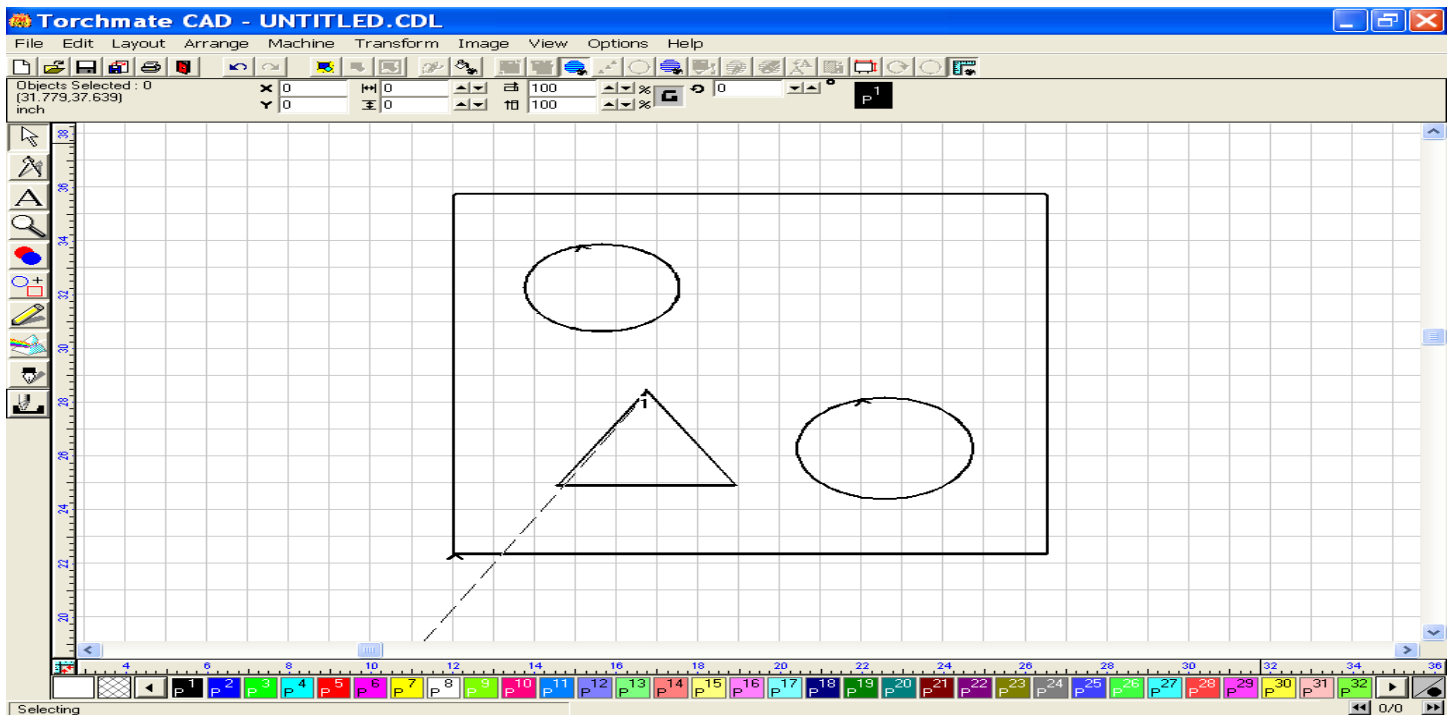 Torchmate CAD - UNTITLED.CDL
File Edit Layout Arrange Machine Transform Image View Options Help
Objects Selected : 0
(31.779,37.639)
inch
X 0 0 100 % 0 °
Y 0 0 100 %
P1
38
36
34
32
30
28
26
24
22
20
1
4 6 8 10 12 14 16 18 20 22 24 26 28 30 32 34 36
P1 P2 P3 P4 P5 P6 P7 P8 P9 P10 P11 P12 P13 P14 P15 P16 P17 P18 P19 P20 P21 P22 P23 P24 P25 P26 P27 P28 P29 P30 P31 P32
Selecting 0/0